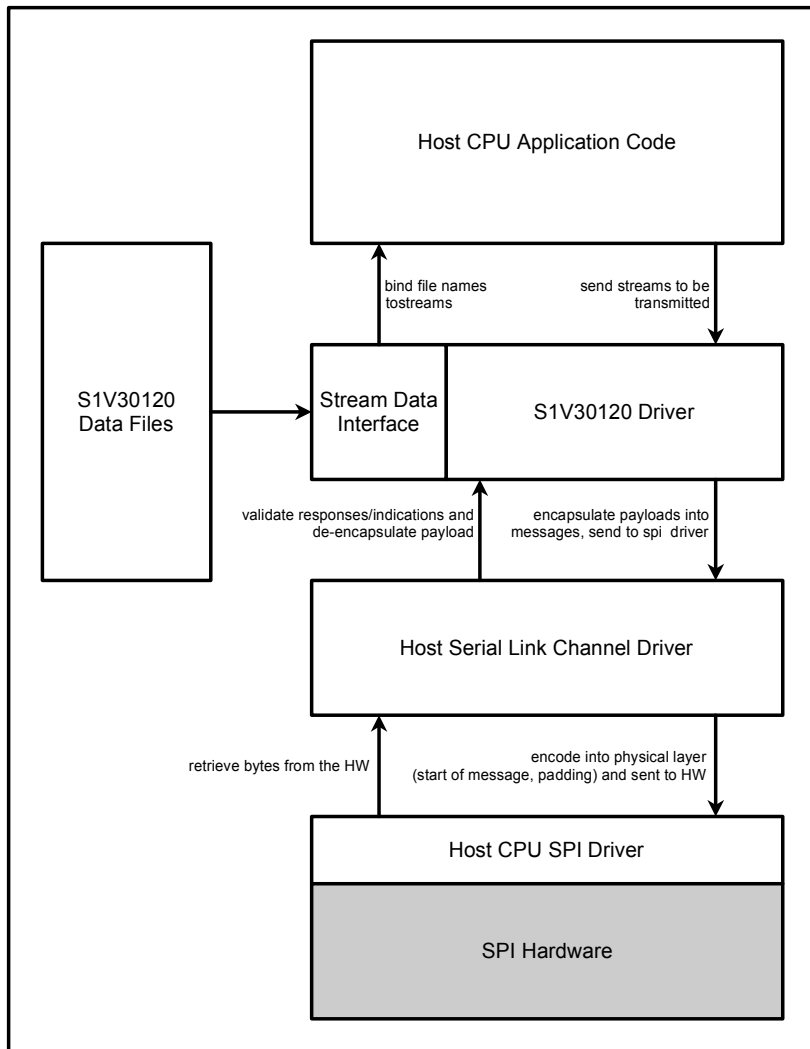 Host CPU Application Code
bind file names
tostreams
send streams to be
transmitted
S1V30120
Data Files
Stream Data
Interface
S1V30120 Driver
validate responses/indications and
de-encapsulate payload
encapsulate payloads into
messages, send to spi driver
Host Serial Link Channel Driver
retrieve bytes from the HW
encode into physical layer
(start of message, padding) and sent to HW
Host CPU SPI Driver
SPI Hardware